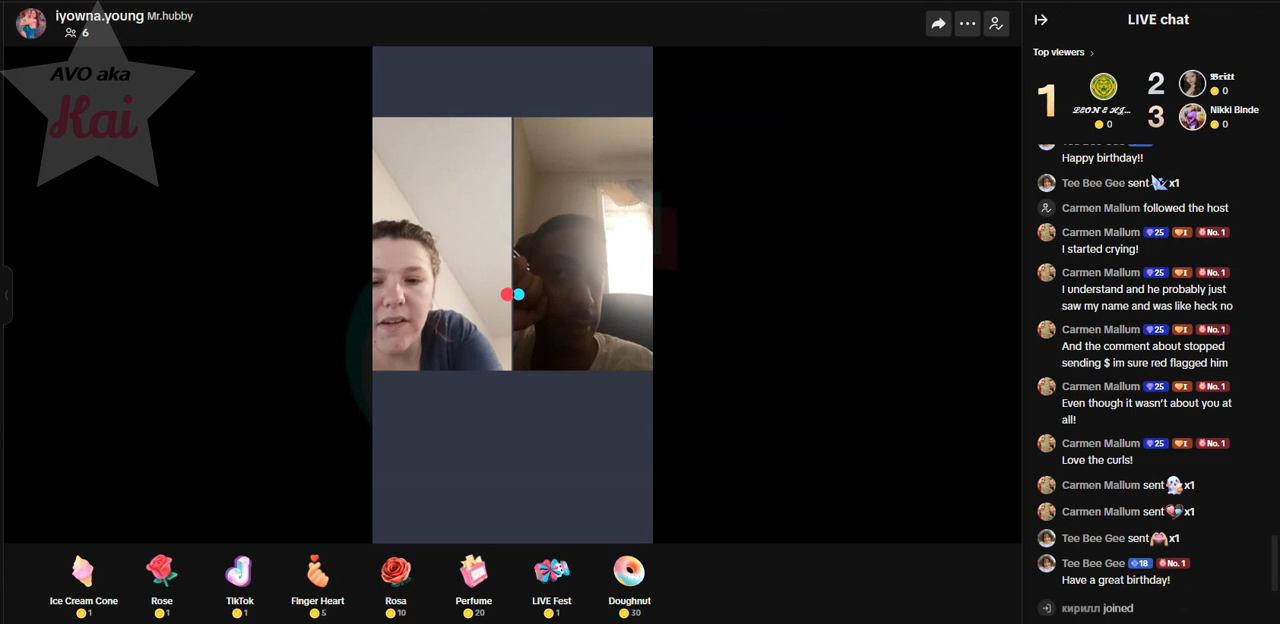 iyowna.young Mr.hubby
6
AVO aka
Kai
LIVE chat
Top viewers
1
ZEON E KI...
0
2
Britt
0
3
Nikki Binde
0
Happy birthday!!
Tee Bee Gee sent x1
Carmen Mallum followed the host
Carmen Mallum 25 I No. 1
I started crying!
Carmen Mallum 25 I No. 1
I understand and he probably just
saw my name and was like heck no
Carmen Mallum 25 I No. 1
And the comment about stopped
sending $ im sure red flagged him
Carmen Mallum 25 I No. 1
Even though it wasn't about you at
all!
Carmen Mallum 25 I No. 1
Love the curls!
Carmen Mallum sent x1
Carmen Mallum sent x1
Tee Bee Gee sent x1
Tee Bee Gee 18 No. 1
Have a great birthday!
кирилл joined
Ice Cream Cone
1
Rose
1
TikTok
1
Finger Heart
5
Rosa
10
Perfume
20
LIVE Fest
1
Doughnut
30